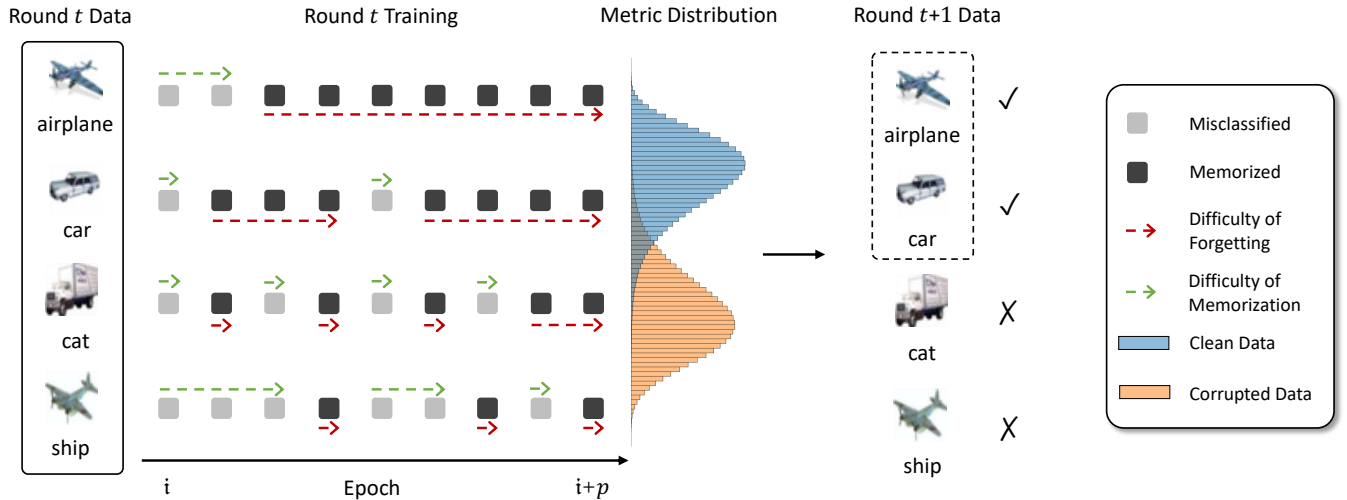 Round t Data
Round t Training
Metric Distribution
Round t+1 Data
airplane
car
cat
ship
i
Epoch
i+p
airplane
✓
car
✓
cat
✗
ship
✗
Misclassified
Memorized
Difficulty of
Forgetting
Difficulty of
Memorization
Clean Data
Corrupted Data